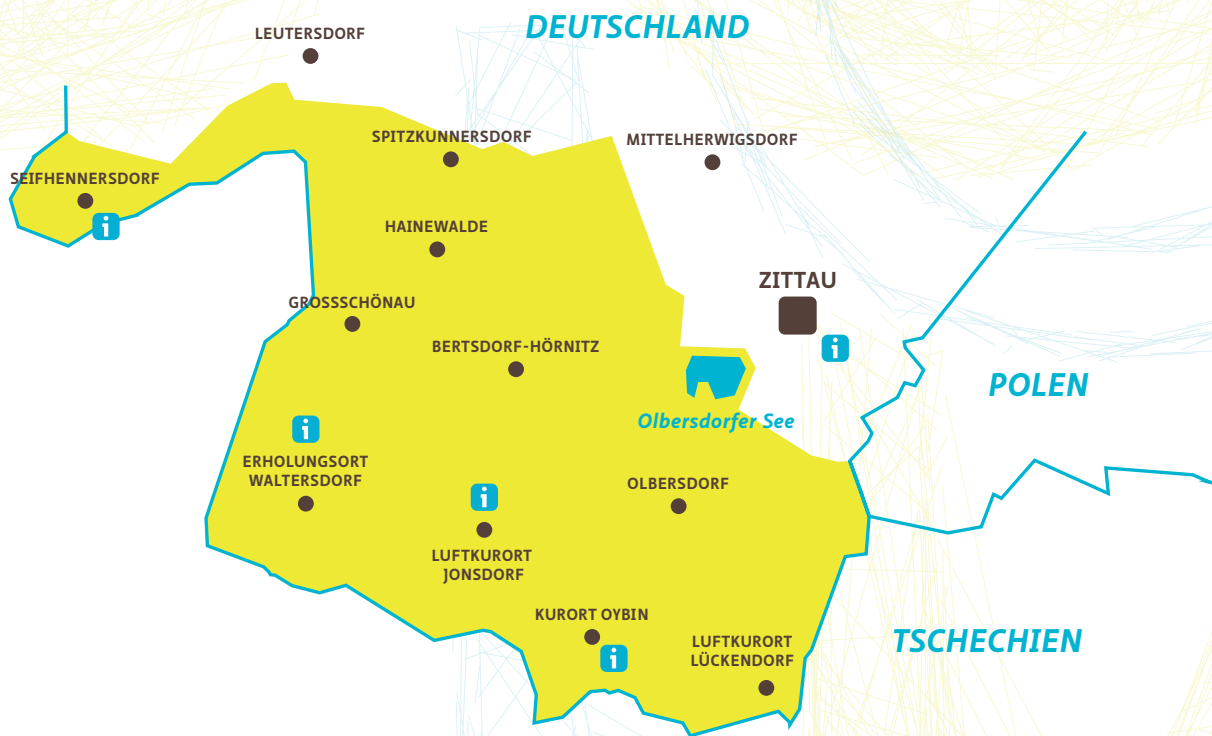 DEUTSCHLAND
LEUTERSDORF
SPITZKUNNERSDORF
MITTELHERWIGSDORF
SEIFHENNERSDORF
i
HAINEWALDE
ZITTAU
GROSSSCHÖNAU
BERTSDORF-HÖRNITZ
i
POLEN
Olbersdorfer See
i
ERHOLUNGSORT
WALTERSDORF
OLBERSDORF
i
LUFTKURORT
JONSDORF
KURORT OYBIN
i
LUFTKURORT
LÜCKENDORF
TSCHECHIEN